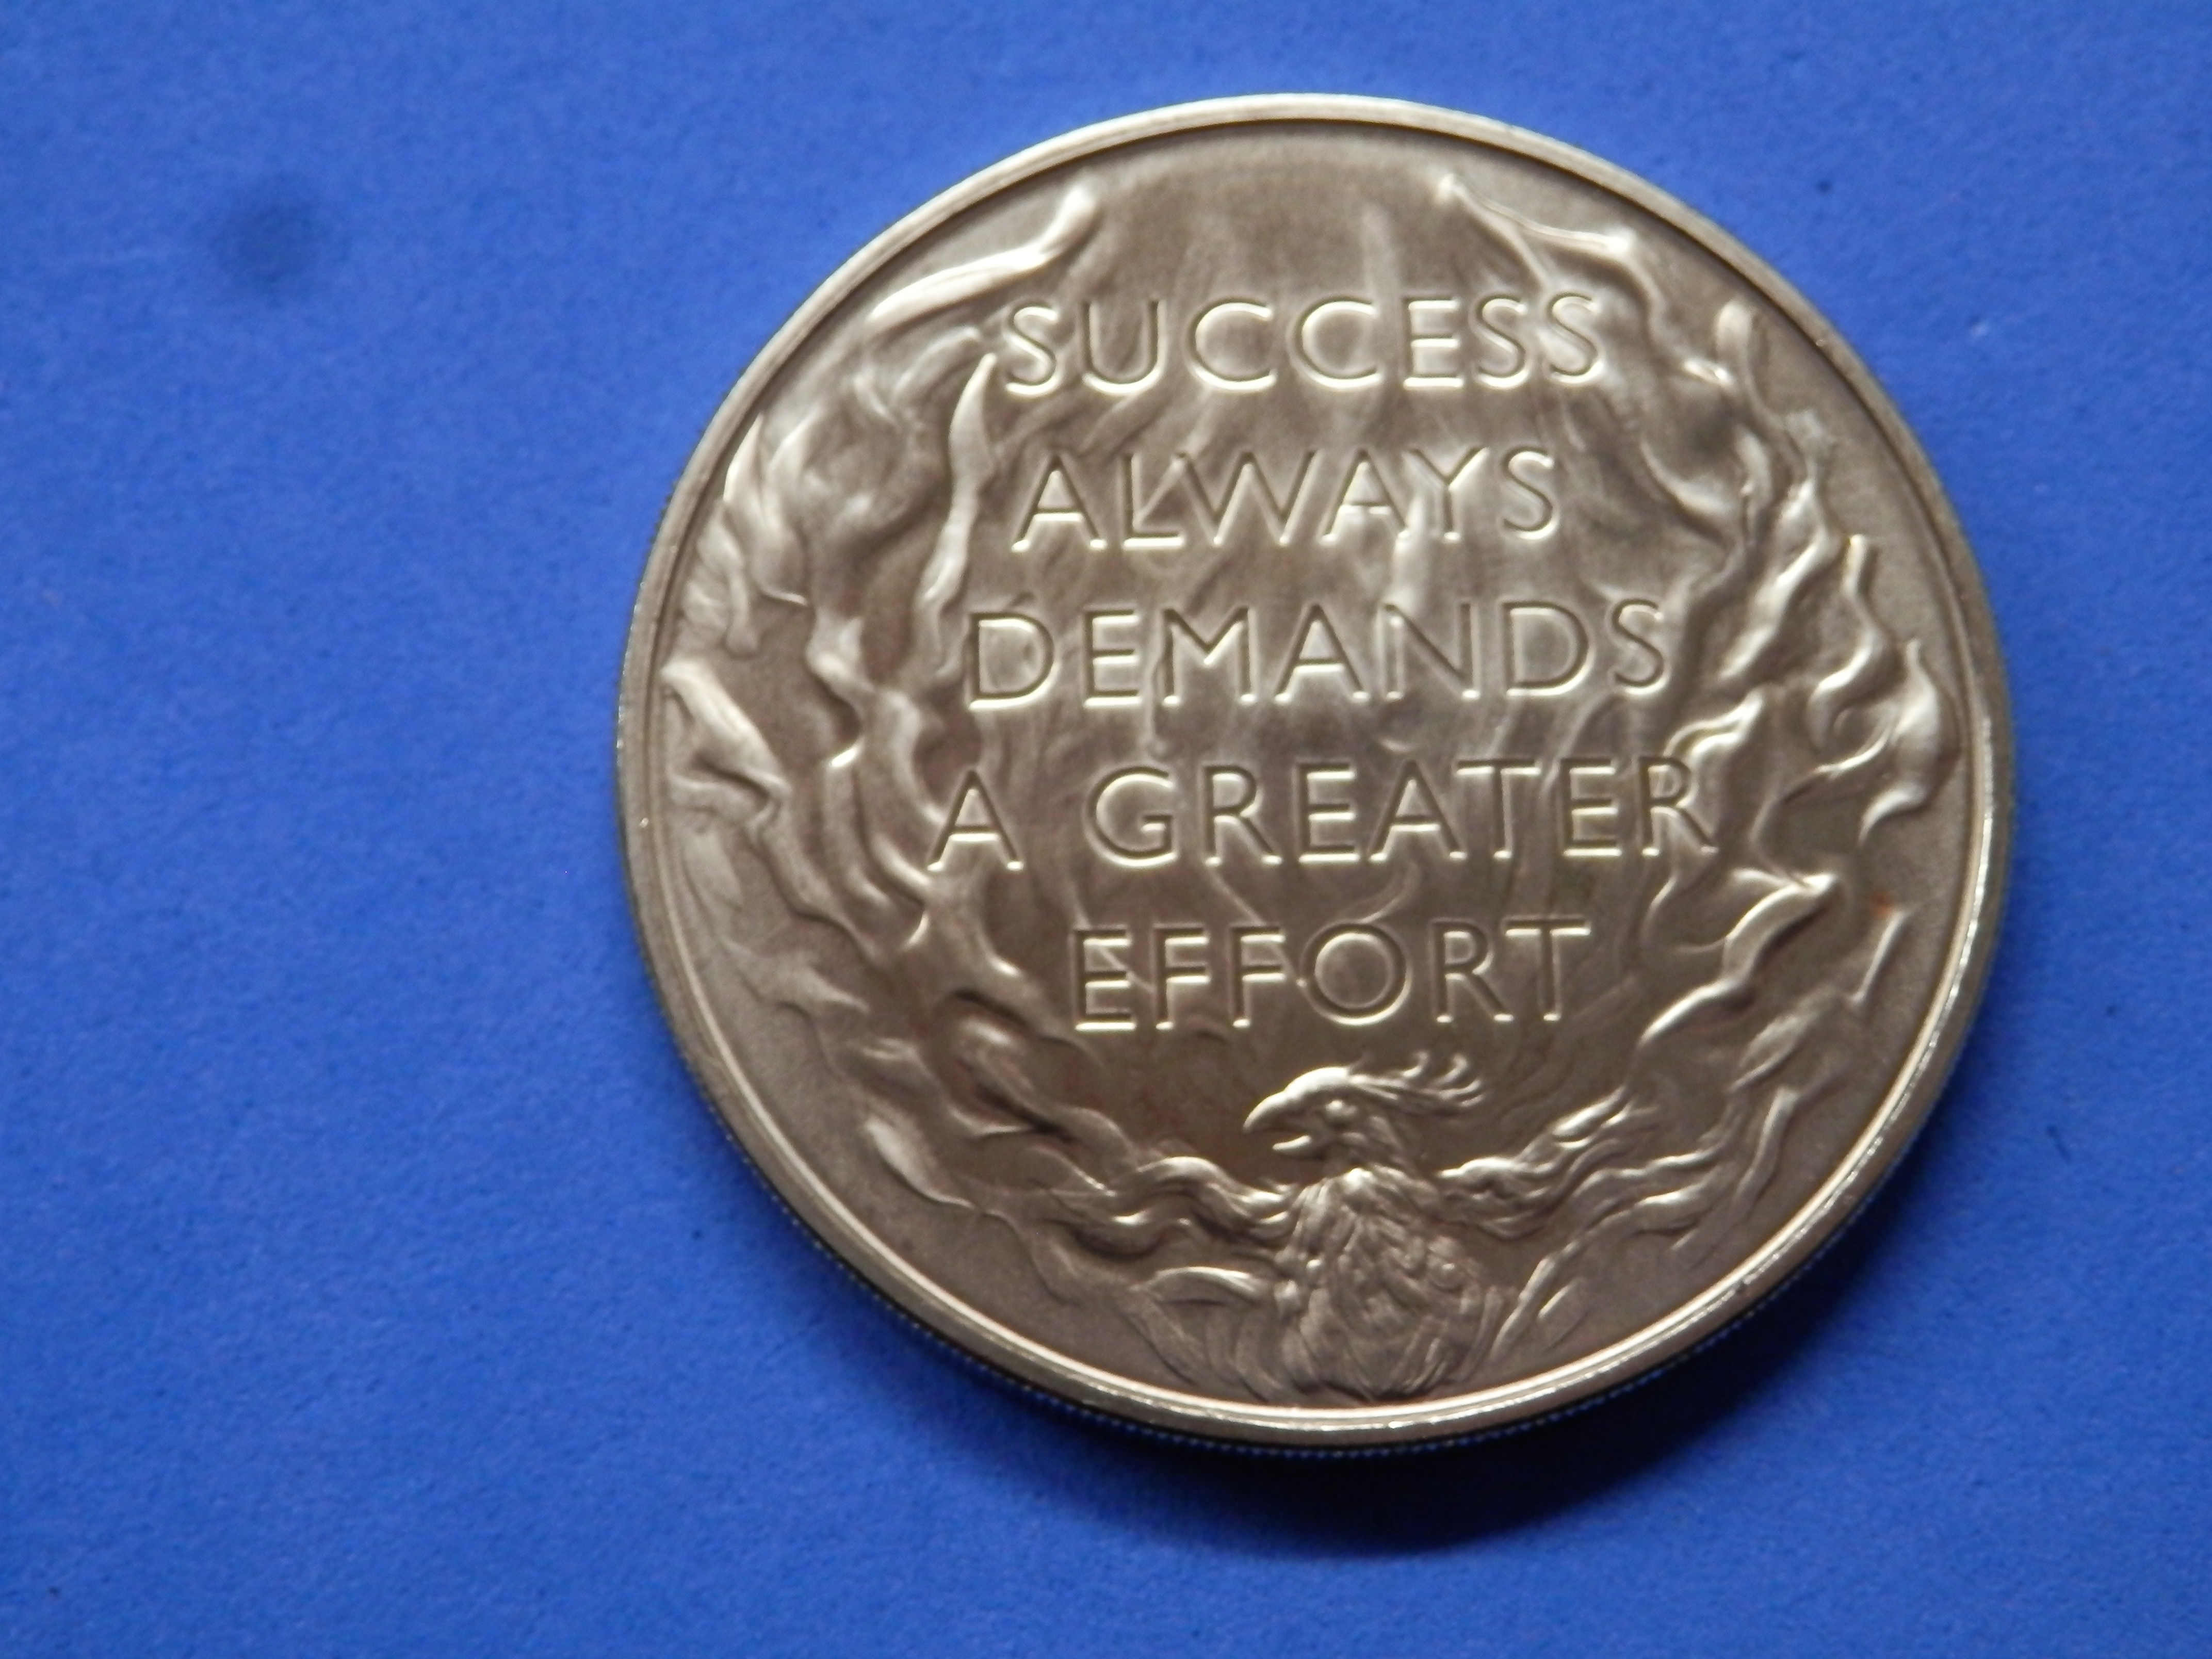 SUCCESS
ALWAYS
DEMANDS
A GREATER
EFFORT